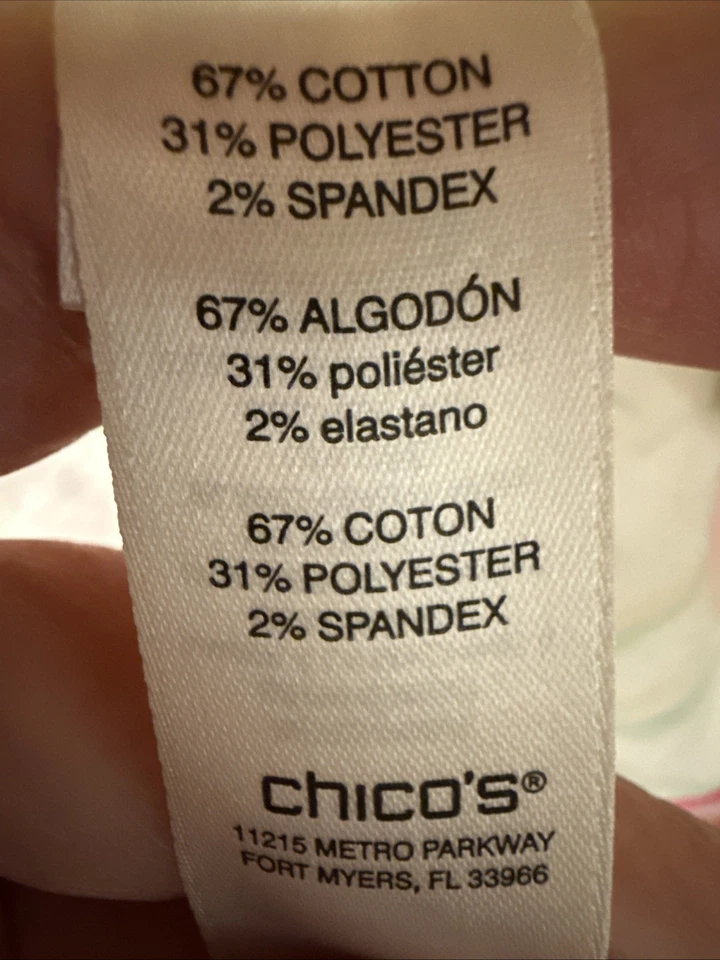 67% COTTON
31% POLYESTER
2% SPANDEX
67% ALGODÓN
31% poliéster
2% elastano
67% COTON
31% POLYESTER
2% SPANDEX
chico's®
11215 METRO PARKWAY
FORT MYERS, FL 33966